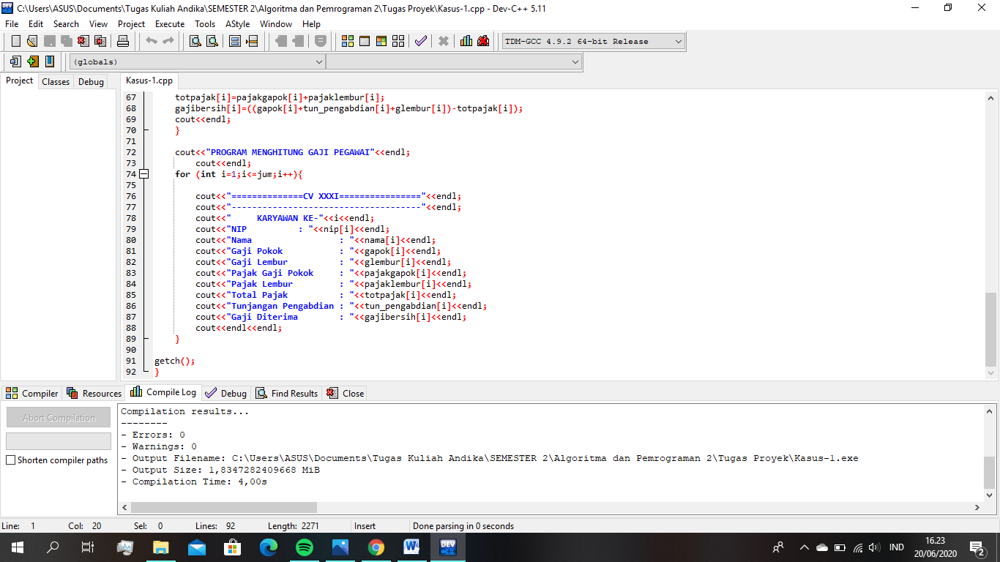 C:\Users\ASUS\Documents\Tugas Kuliah Andika\SEMESTER 2\Algoritma dan Pemrograman 2\Tugas Proyek\Kasus-1.cpp - Dev-C++ 5.11
File Edit Search View Project Execute Tools AStyle Window Help
TDM-GCC 4.9.2 64-bit Release
(globals)
Project Classes Debug Kasus-1.cpp
67 totpajak[i]=pajakgapok[i]+pajaklembur[i];
68 gajibersih[i]=((gapok[i]+tun_pengabdian[i]+glembur[i])-totpajak[i]);
69 cout<<endl;
70 }
71
72 cout<<"PROGRAM MENGHITUNG GAJI PEGAWAI"<<endl;
73 cout<<endl;
74 for (int i=1;i<=jum;i++){
75
76 cout<<"==============CV XXXI================"<<endl;
77 cout<<"-------------------------------------"<<endl;
78 cout<<"     KARYAWAN KE-"<<i<<endl;
79 cout<<"NIP          : "<<nip[i]<<endl;
80 cout<<"Nama                 : "<<nama[i]<<endl;
81 cout<<"Gaji Pokok           : "<<gapok[i]<<endl;
82 cout<<"Gaji Lembur          : "<<glembur[i]<<endl;
83 cout<<"Pajak Gaji Pokok     : "<<pajakgapok[i]<<endl;
84 cout<<"Pajak Lembur         : "<<pajaklembur[i]<<endl;
85 cout<<"Total Pajak          : "<<totpajak[i]<<endl;
86 cout<<"Tunjangan Pengabdian : "<<tun_pengabdian[i]<<endl;
87 cout<<"Gaji Diterima        : "<<gajibersih[i]<<endl;
88 cout<<endl<<endl;
89 }
90
91 getch();
92 }
Compiler Resources Compile Log Debug Find Results Close
Abort Compilation
Shorten compiler paths
Compilation results...
--------
- Errors: 0
- Warnings: 0
- Output Filename: C:\Users\ASUS\Documents\Tugas Kuliah Andika\SEMESTER 2\Algoritma dan Pemrograman 2\Tugas Proyek\Kasus-1.exe
- Output Size: 1,8347282409668 MiB
- Compilation Time: 4,00s
Line: 1 Col: 20 Sel: 0 Lines: 92 Length: 2271 Insert Done parsing in 0 seconds
IND
16.23
20/06/2020
2